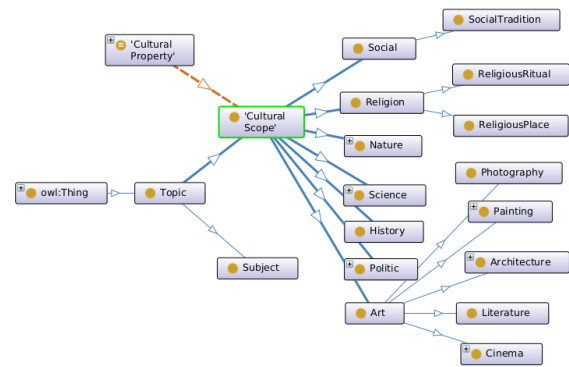 SocialTradition
'Cultural
Property'
Social
ReligiousRitual
Religion
'Cultural
Scope'
ReligiousPlace
Nature
Photography
owl:Thing
Topic
Science
Painting
History
Architecture
Subject
Politic
Art
Literature
Cinema